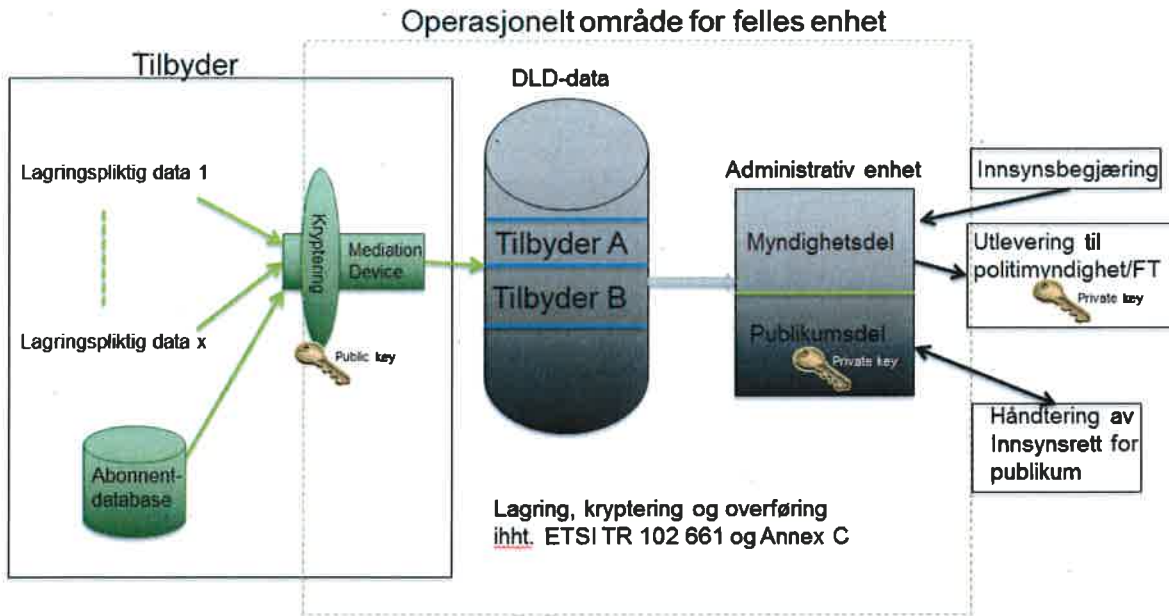 Operasjonelt område for felles enhet
Tilbyder
Lagringspliktig data 1
Lagringspliktig data x
Abonnent-
database
Kryptering
Mediation
Device
Public key
DLD-data
Tilbyder A
Tilbyder B
Administrativ enhet
Myndighetsdel
Publikumsdel
Private key
Innsynsbegjæring
Utlevering til
politimyndighet/FT
Private key
Håndtering av
Innsynsrett for
publikum
Lagring, kryptering og overføring
ihht. ETSI TR 102 661 og Annex C